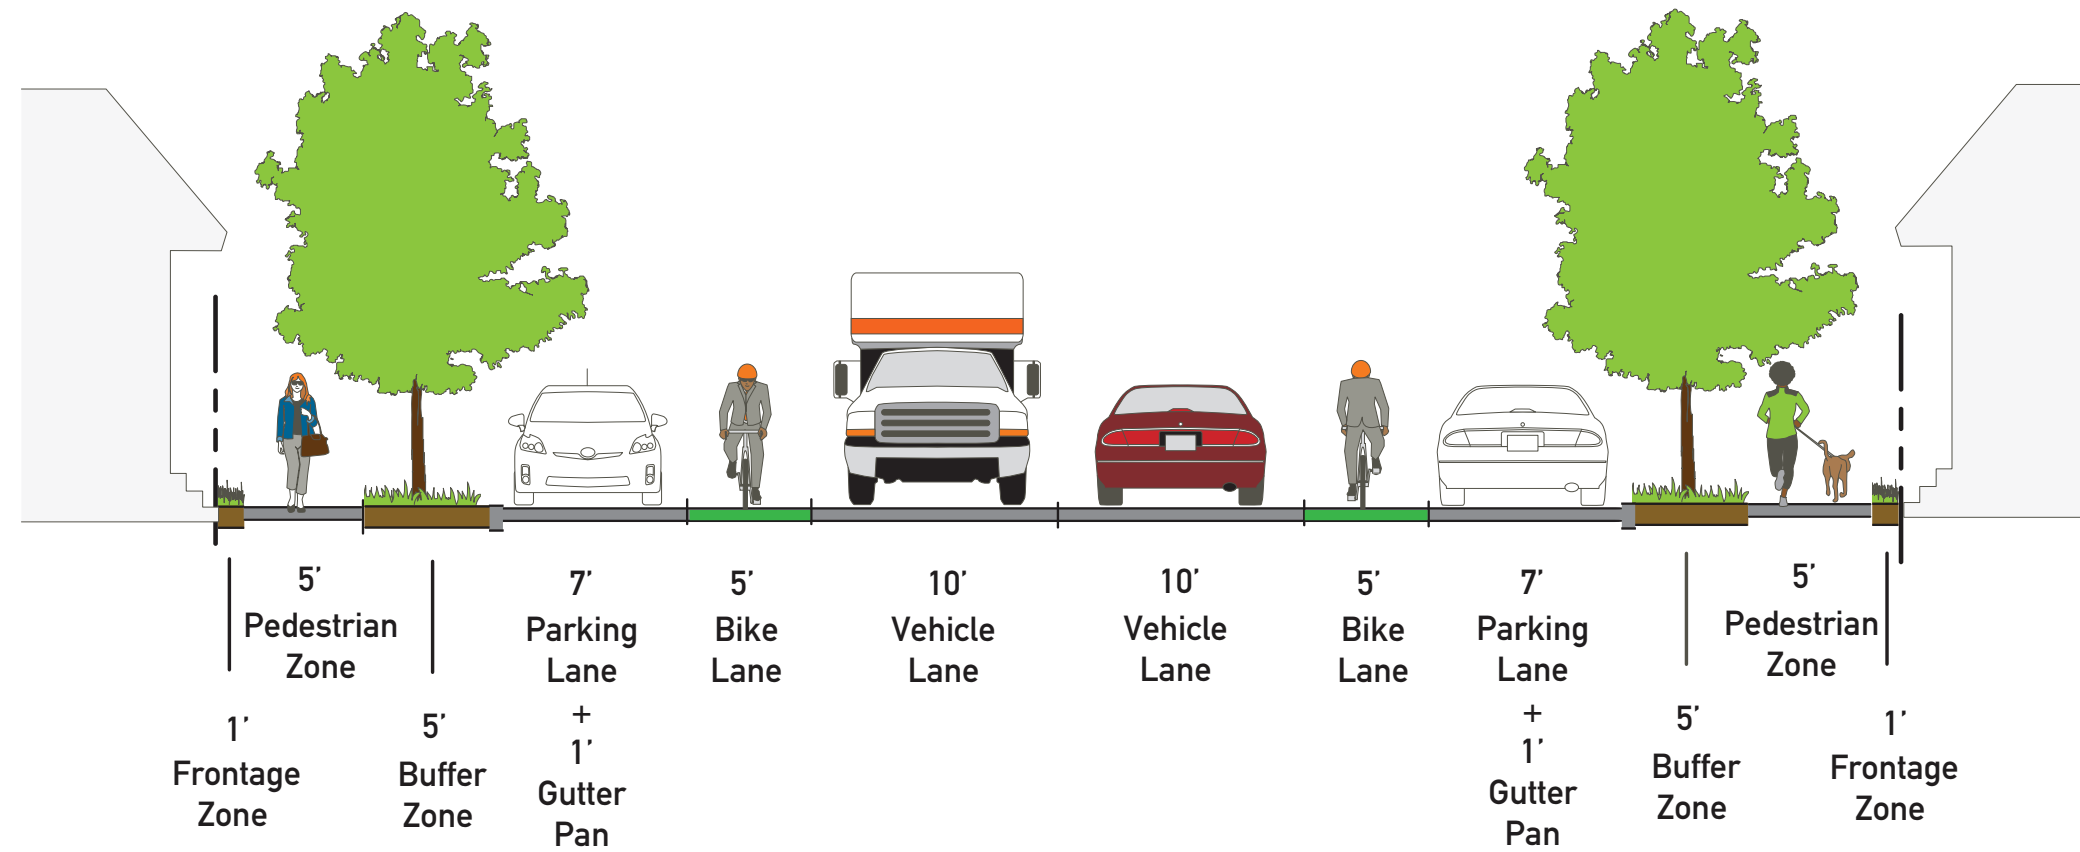 5’
Pedestrian
Zone
1’
Frontage
Zone
5’
Buffer
Zone
7’
Parking
Lane
+
1’
Gutter
Pan
5’
Bike
Lane
10’
Vehicle
Lane
10’
Vehicle
Lane
5’
Bike
Lane
7’
Parking
Lane
+
1’
Gutter
Pan
5’
Buffer
Zone
5’
Pedestrian
Zone
1’
Frontage
Zone